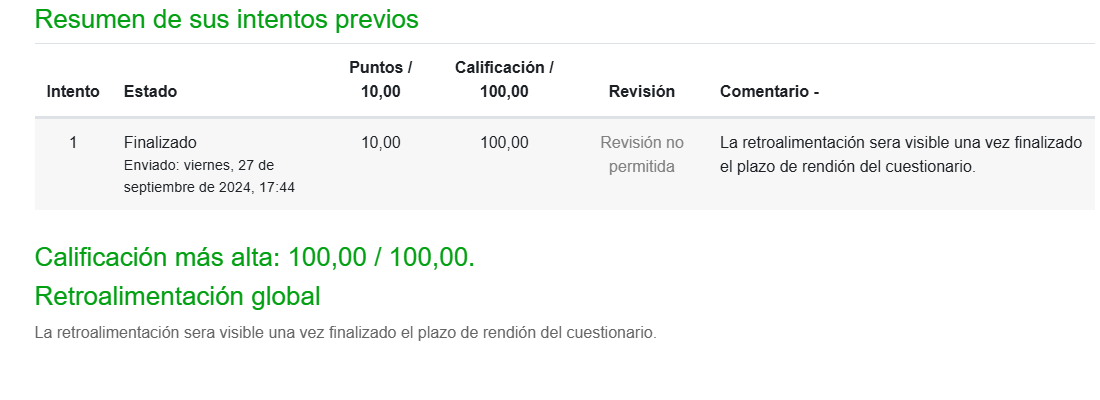 Resumen de sus intentos previos
Puntos / Calificación /
Intento Estado 10,00 100,00 Revisión Comentario -
1 Finalizado 10,00 100,00 Revisión no La retroalimentación sera visible una vez finalizado
Enviado: viernes, 27 de permitida el plazo de rendión del cuestionario.
septiembre de 2024, 17:44
Calificación más alta: 100,00 / 100,00.
Retroalimentación global
La retroalimentación sera visible una vez finalizado el plazo de rendión del cuestionario.